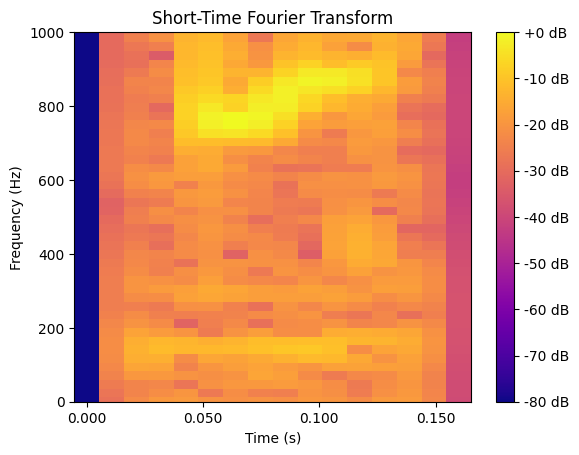 Short-Time Fourier Transform
1000
800
600
400
200
0
Frequency (Hz)
0.000
0.050
0.100
0.150
Time (s)
+0 dB
-10 dB
-20 dB
-30 dB
-40 dB
-50 dB
-60 dB
-70 dB
-80 dB